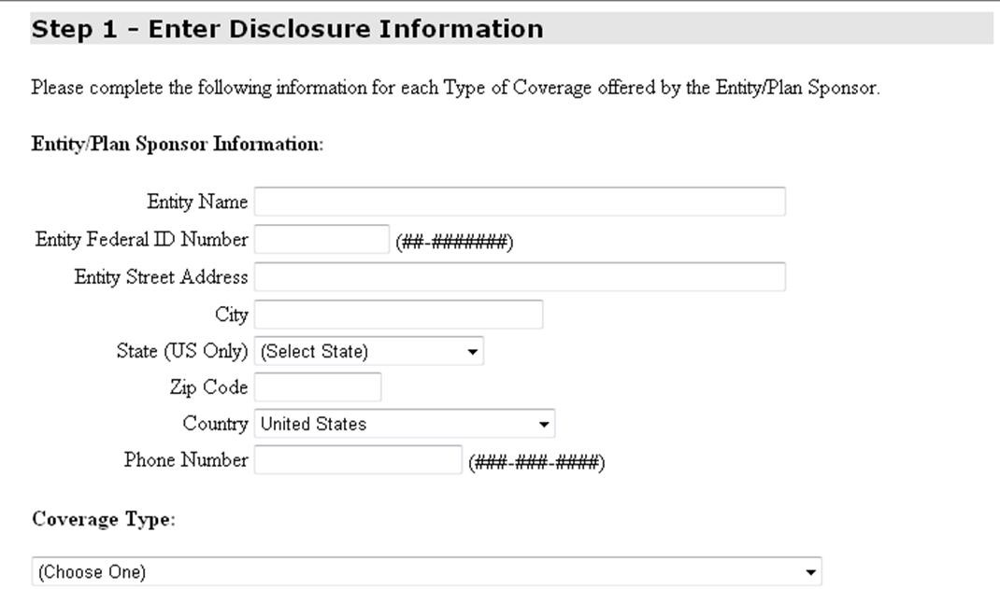 Step 1 - Enter Disclosure Information
Please complete the following information for each Type of Coverage offered by the Entity/Plan Sponsor.
Entity/Plan Sponsor Information:
Entity Name
Entity Federal ID Number (##-#######)
Entity Street Address
City
State (US Only) (Select State)
Zip Code
Country United States
Phone Number (###-###-####)
Coverage Type:
(Choose One)